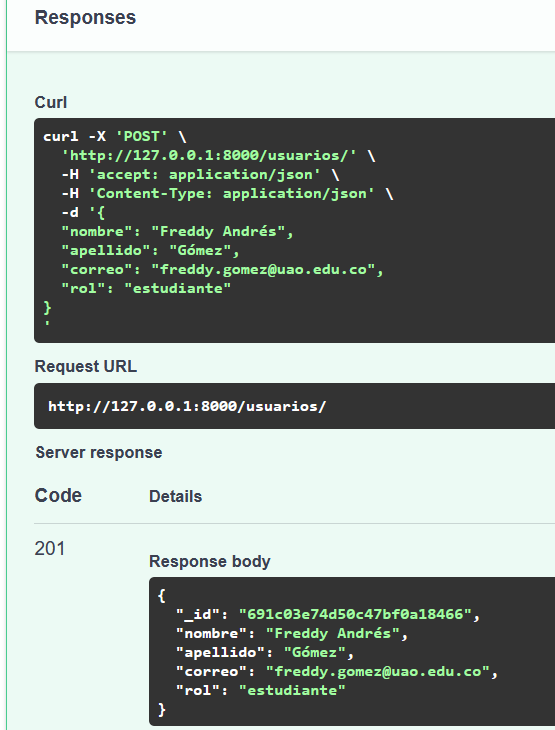 Responses
Curl
curl -X 'POST' \
  'http://127.0.0.1:8000/usuarios/' \
  -H 'accept: application/json' \
  -H 'Content-Type: application/json' \
  -d '{
  "nombre": "Freddy Andrés",
  "apellido": "Gómez",
  "correo": "freddy.gomez@uao.edu.co",
  "rol": "estudiante"
}
'
Request URL
http://127.0.0.1:8000/usuarios/
Server response
Code Details
201
Response body
{
  "_id": "691c03e74d50c47bf0a18466",
  "nombre": "Freddy Andrés",
  "apellido": "Gómez",
  "correo": "freddy.gomez@uao.edu.co",
  "rol": "estudiante"
}